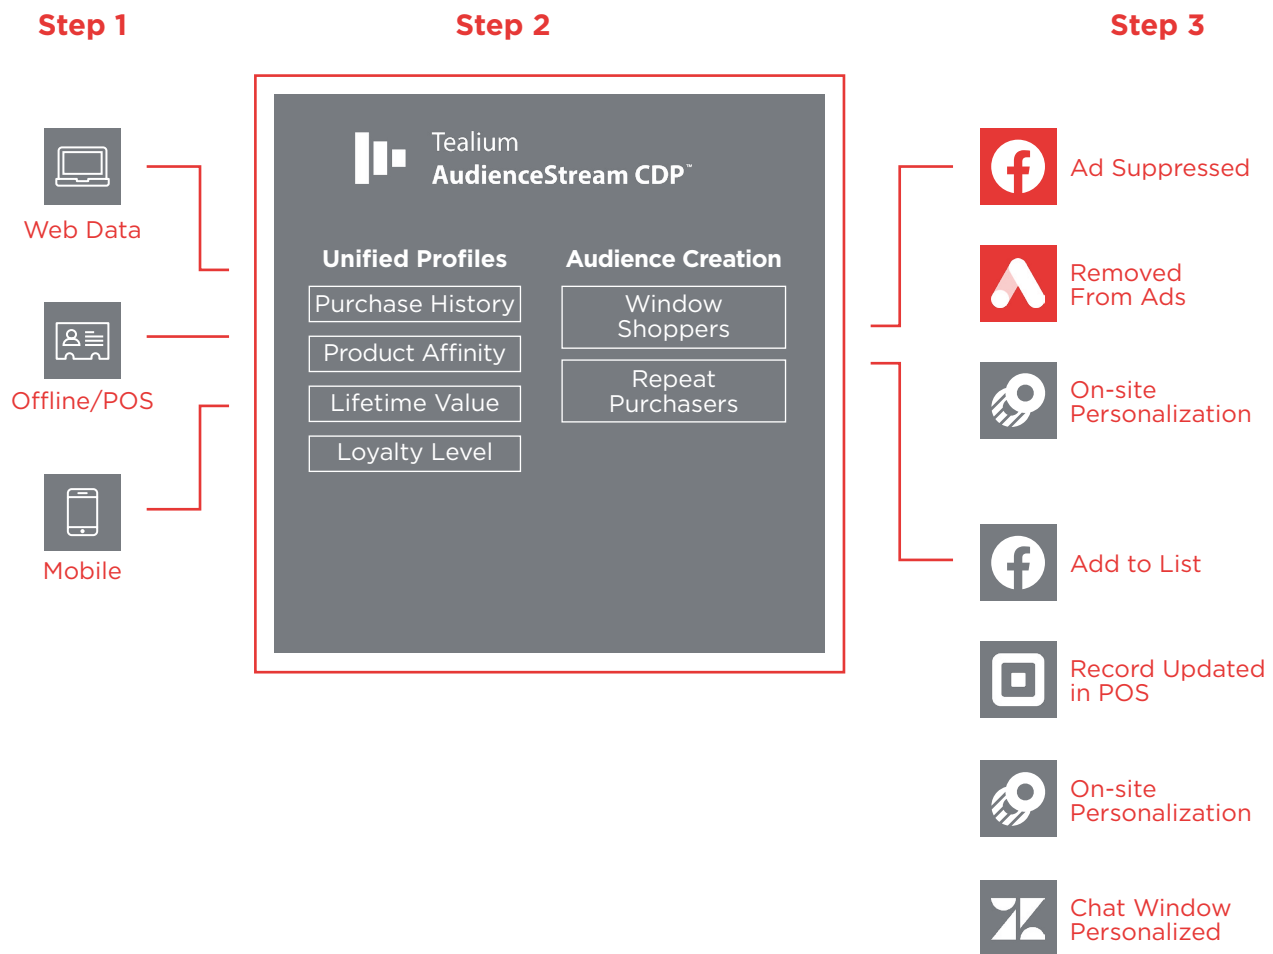 Step 1
Step 2
Step 3
Web Data
Offline/POS
Mobile
Tealium
AudienceStream CDP™
Unified Profiles
Purchase History
Product Affinity
Lifetime Value
Loyalty Level
Audience Creation
Window
Shoppers
Repeat
Purchasers
Ad Suppressed
Removed
From Ads
On-site
Personalization
Add to List
Record Updated
in POS
On-site
Personalization
Chat Window
Personalized